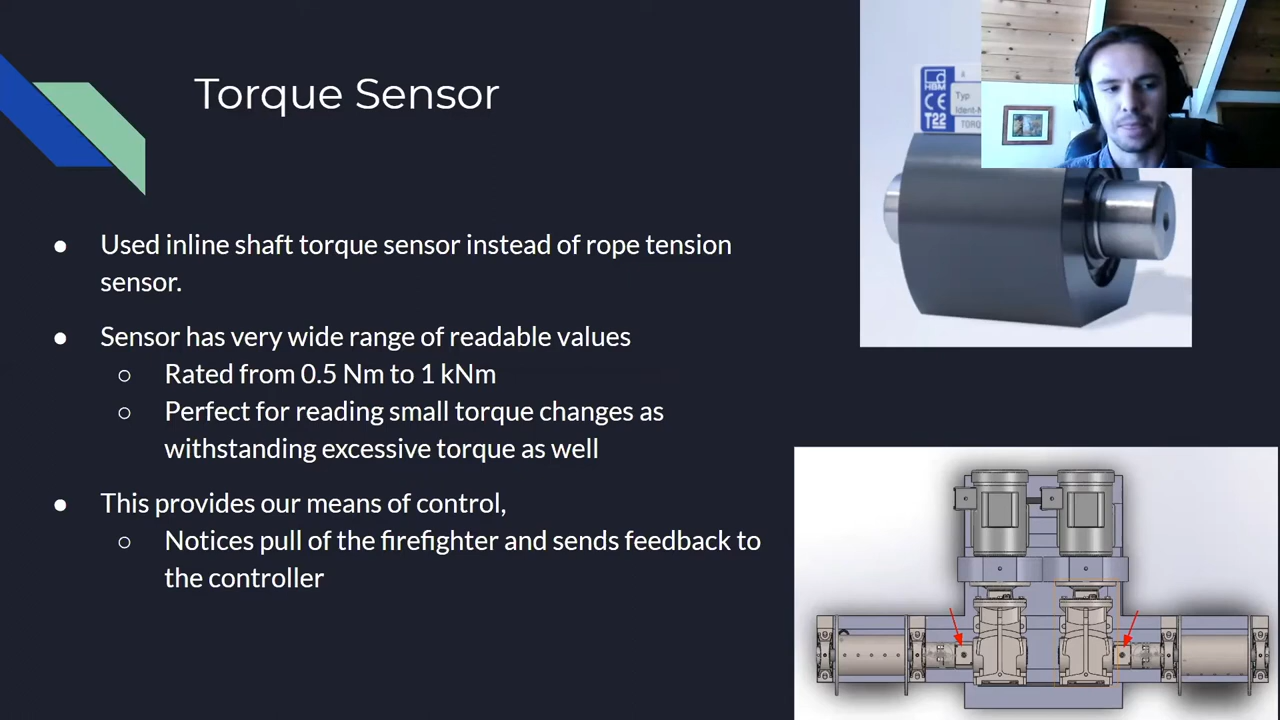 Torque Sensor
● Used inline shaft torque sensor instead of rope tension
sensor.
● Sensor has very wide range of readable values
○ Rated from 0.5 Nm to 1 kNm
○ Perfect for reading small torque changes as
withstanding excessive torque as well
● This provides our means of control,
○ Notices pull of the firefighter and sends feedback to
the controller
HBM
CE
T22
Typ
Ident-N
TORQ